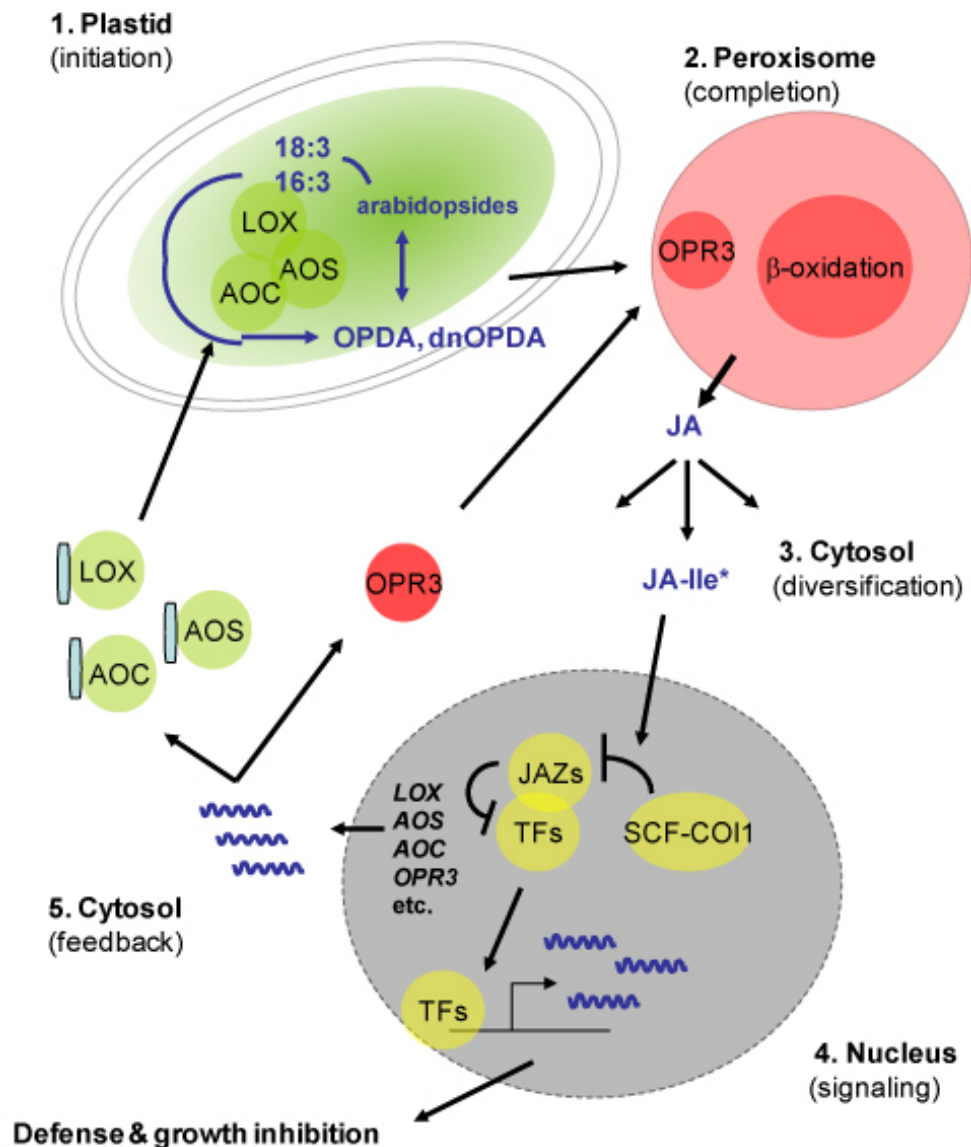 1. Plastid
(initiation)
2. Peroxisome
(completion)
18:3
16:3
arabidopsides
LOX
AOS
AOC
OPDA, dnOPDA
OPR3
β-oxidation
JA
3. Cytosol
(diversification)
JA-Ile*
LOX
AOS
AOC
OPR3
JAZs
TFs
SCF-COI1
LOX
AOS
AOC
OPR3
etc.
5. Cytosol
(feedback)
TFs
4. Nucleus
(signaling)
Defense & growth inhibition